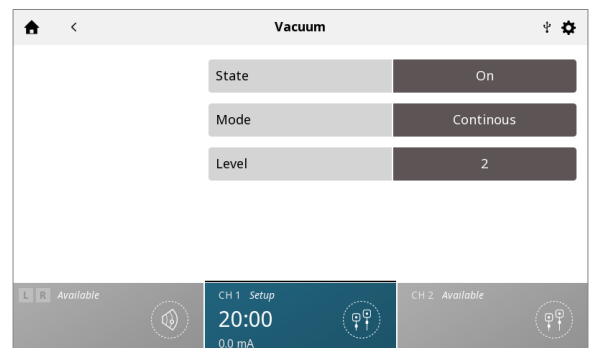 Vacuum
State On
Mode Continous
Level 2
L R Available
CH 1 Setup
20:00
0.0 mA
CH 2 Available